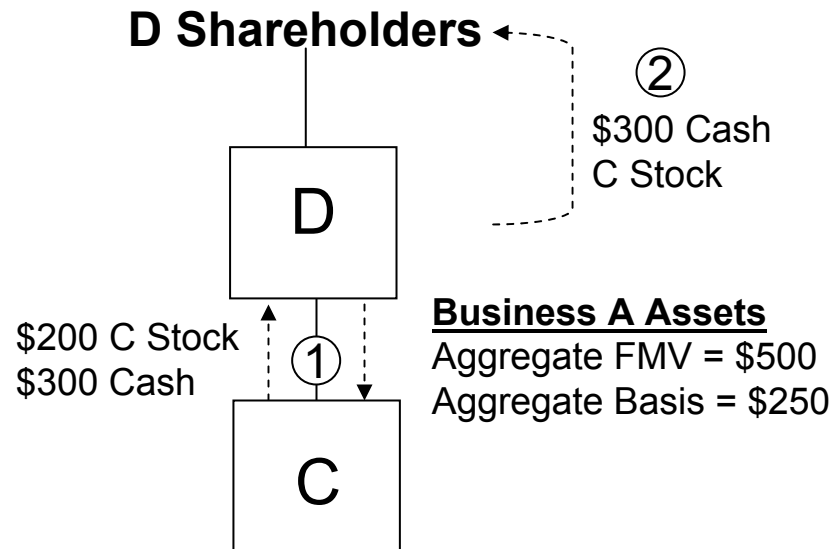 D Shareholders
②
$300 Cash
C Stock
D
$200 C Stock
$300 Cash
①
Business A Assets
Aggregate FMV = $500
Aggregate Basis = $250
C